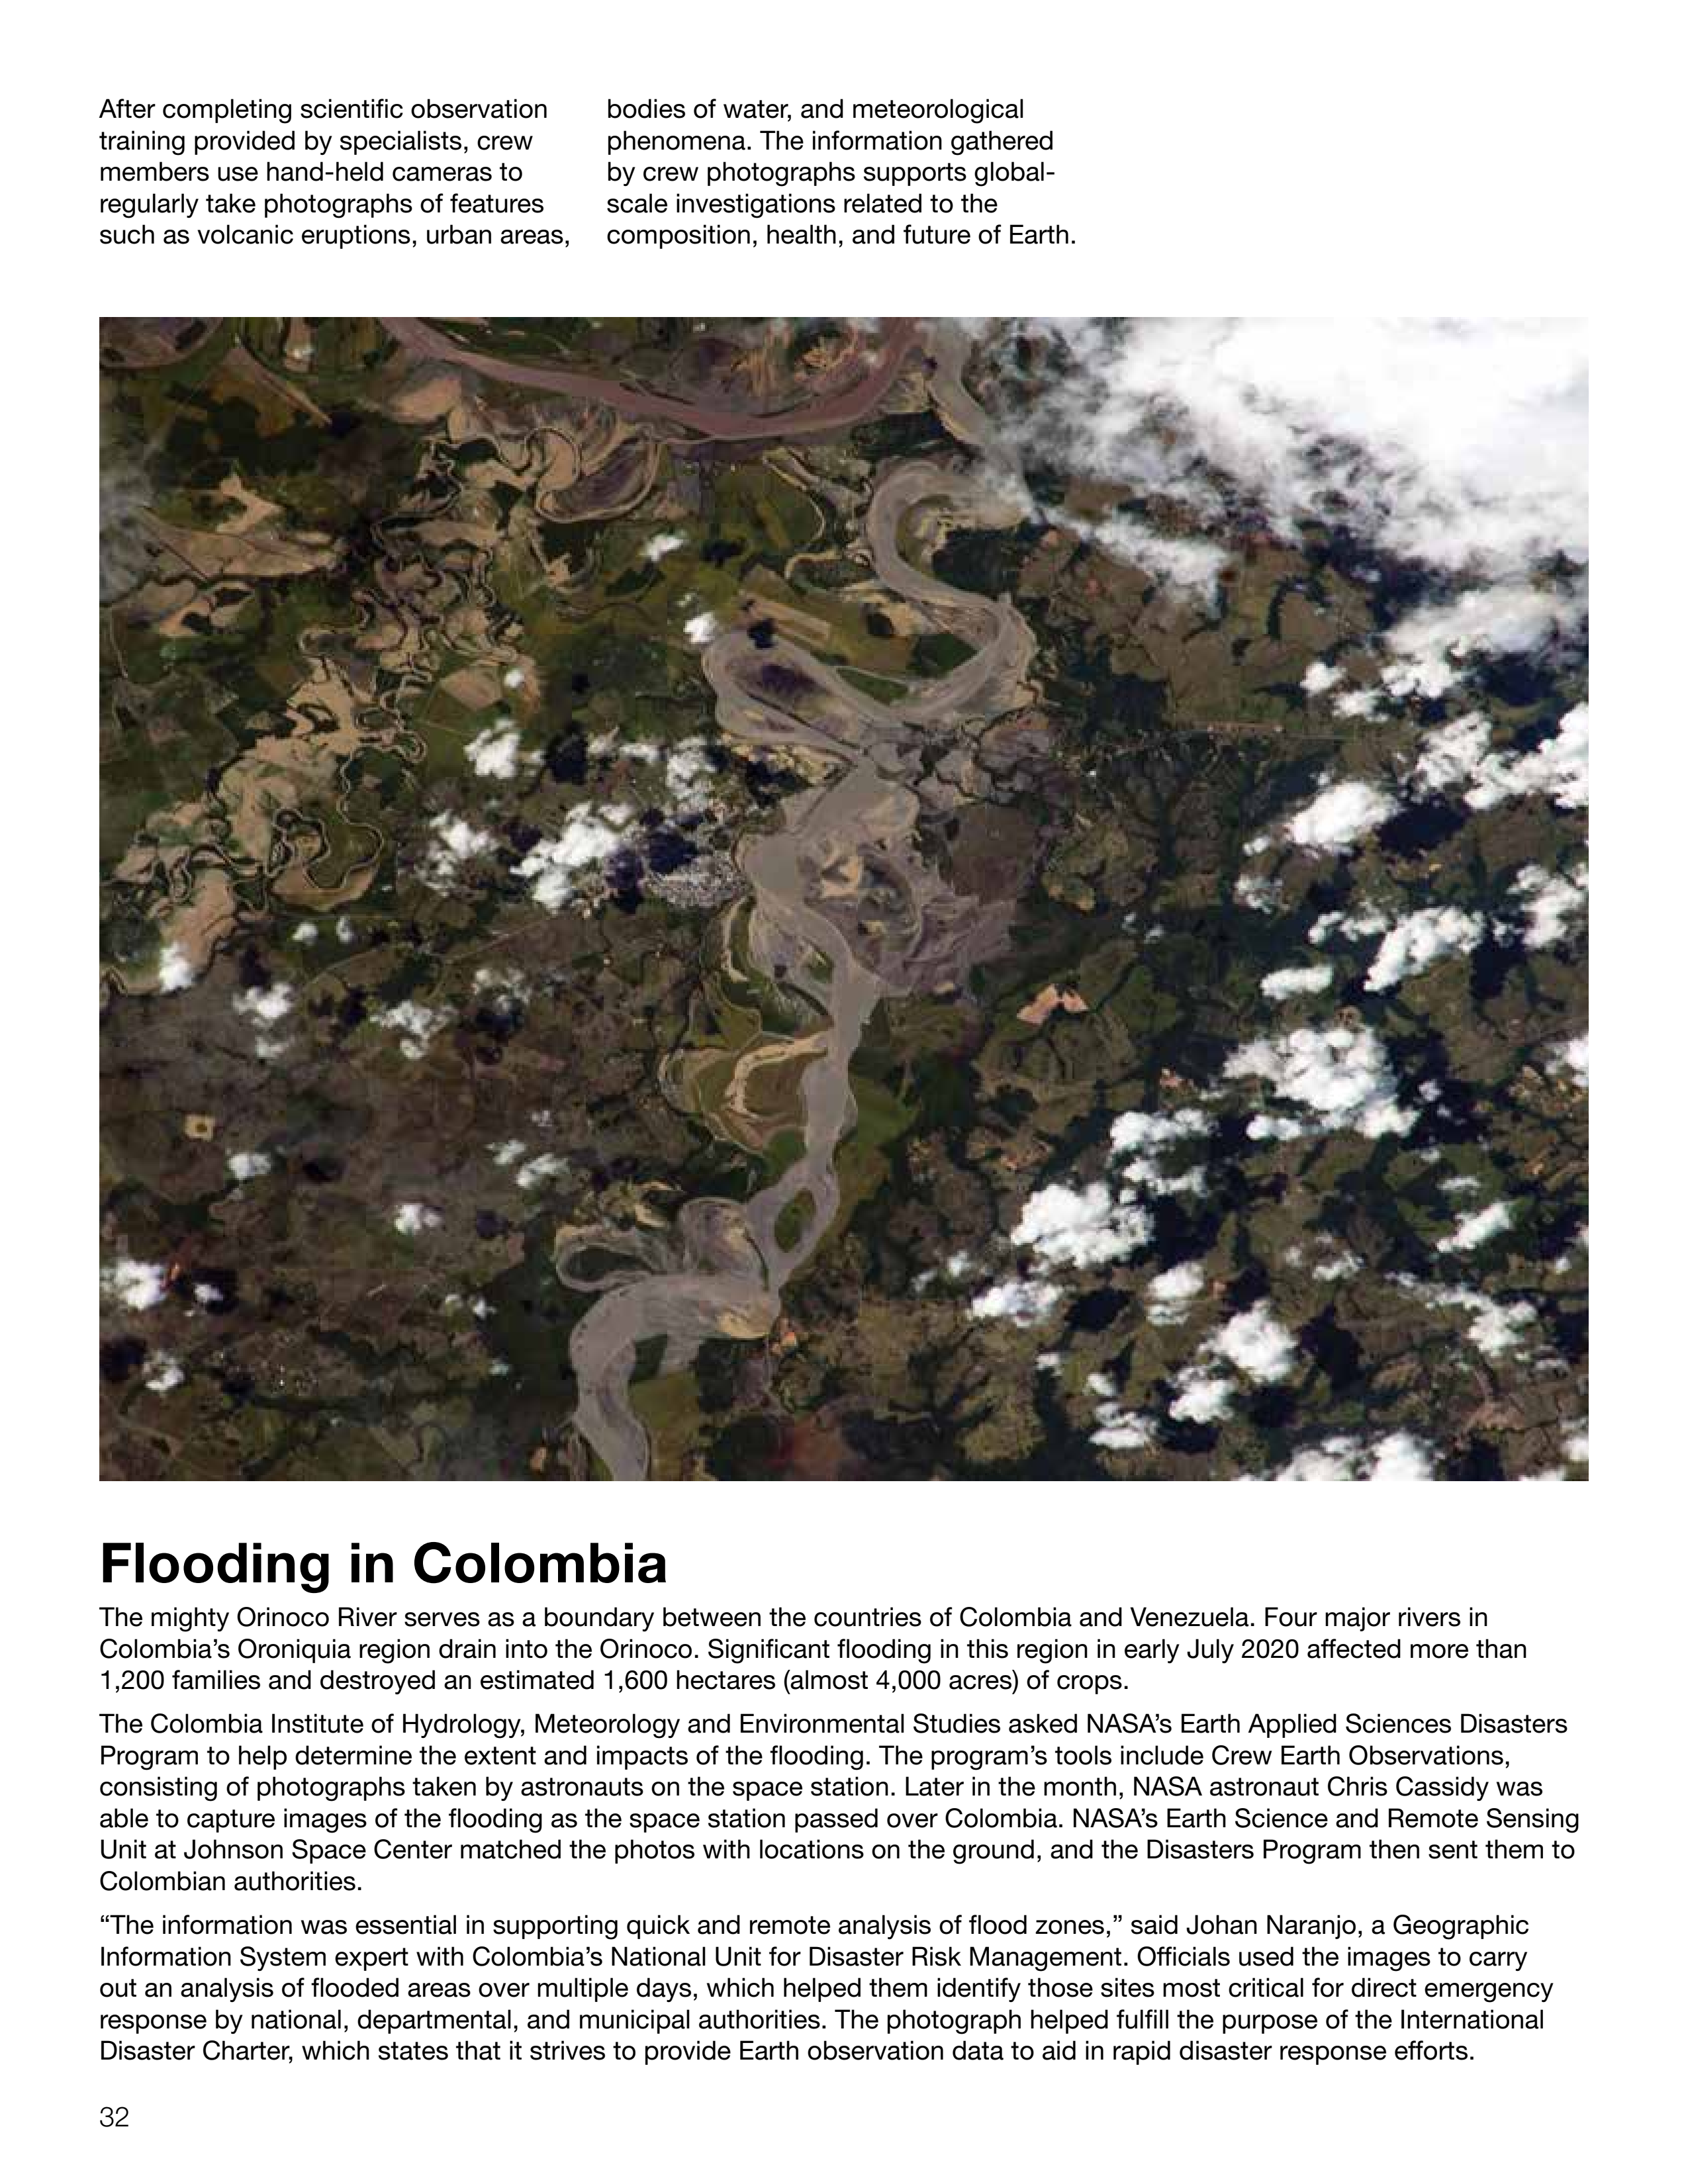 After completing scientific observation
training provided by specialists, crew
members use hand-held cameras to
regularly take photographs of features
such as volcanic eruptions, urban areas,
bodies of water, and meteorological
phenomena. The information gathered
by crew photographs supports global-
scale investigations related to the
composition, health, and future of Earth.
Flooding in Colombia
The mighty Orinoco River serves as a boundary between the countries of Colombia and Venezuela. Four major rivers in
Colombia’s Oroniquia region drain into the Orinoco. Significant flooding in this region in early July 2020 affected more than
1,200 families and destroyed an estimated 1,600 hectares (almost 4,000 acres) of crops.
The Colombia Institute of Hydrology, Meteorology and Environmental Studies asked NASA’s Earth Applied Sciences Disasters
Program to help determine the extent and impacts of the flooding. The program’s tools include Crew Earth Observations,
consisting of photographs taken by astronauts on the space station. Later in the month, NASA astronaut Chris Cassidy was
able to capture images of the flooding as the space station passed over Colombia. NASA’s Earth Science and Remote Sensing
Unit at Johnson Space Center matched the photos with locations on the ground, and the Disasters Program then sent them to
Colombian authorities.
“The information was essential in supporting quick and remote analysis of flood zones,” said Johan Naranjo, a Geographic
Information System expert with Colombia’s National Unit for Disaster Risk Management. Officials used the images to carry
out an analysis of flooded areas over multiple days, which helped them identify those sites most critical for direct emergency
response by national, departmental, and municipal authorities. The photograph helped fulfill the purpose of the International
Disaster Charter, which states that it strives to provide Earth observation data to aid in rapid disaster response efforts.
32